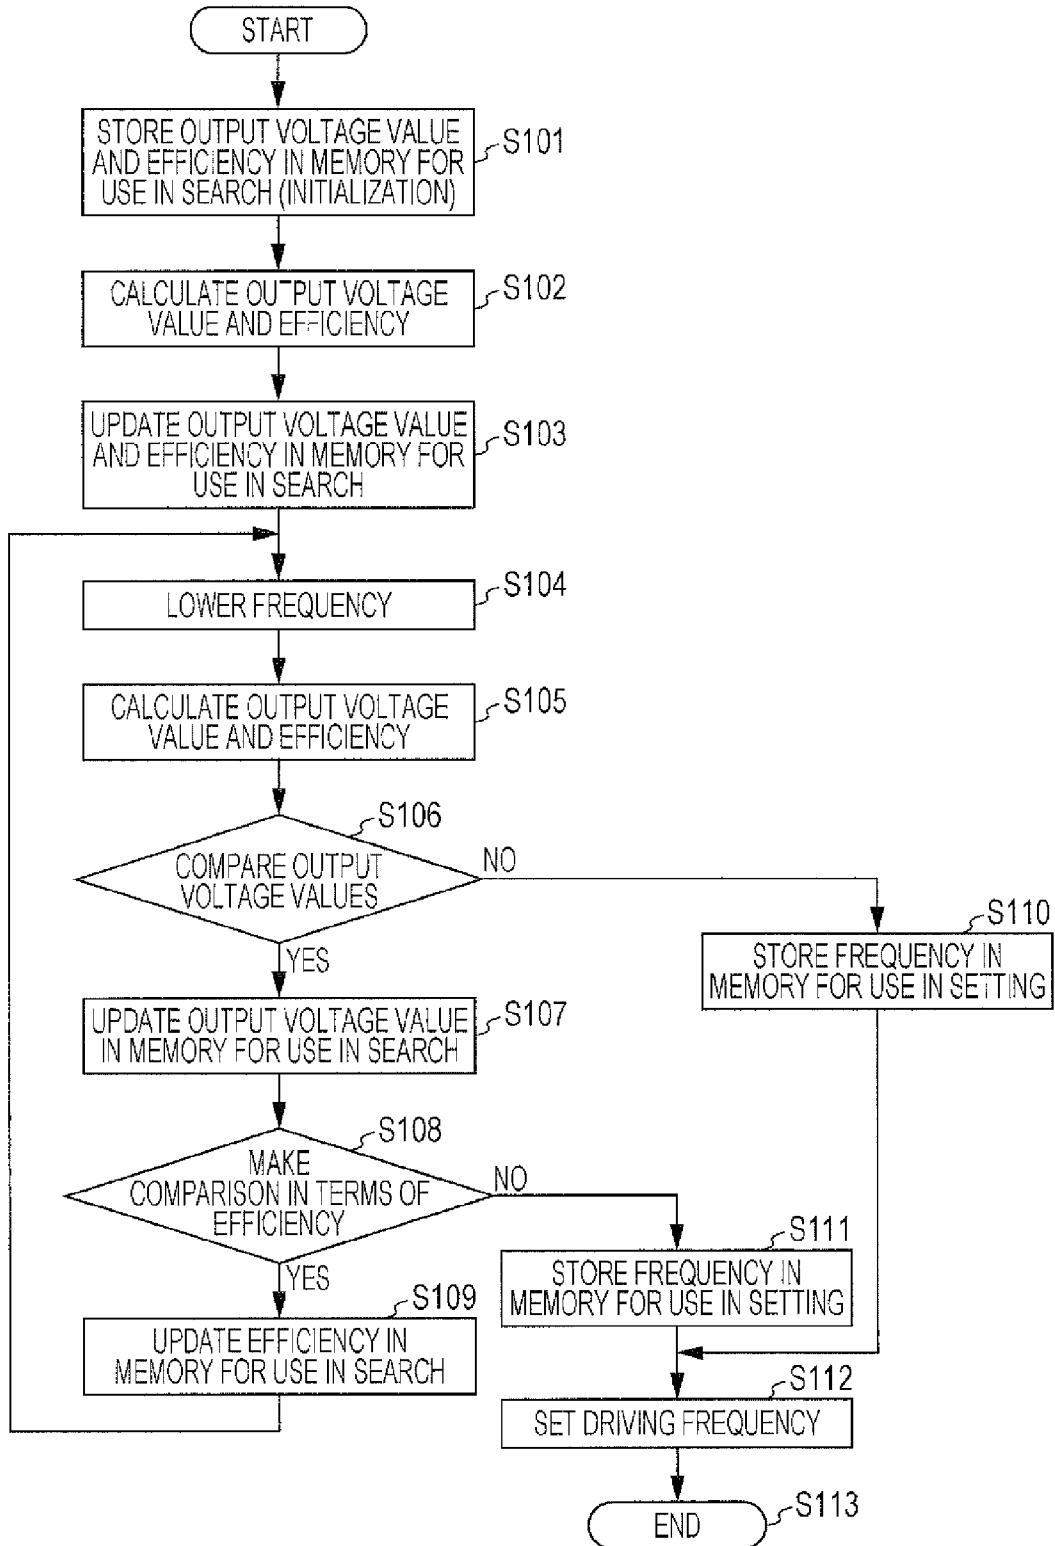 START
STORE OUTPUT VOLTAGE VALUE
AND EFFICIENCY IN MEMORY FOR
USE IN SEARCH (INITIALIZATION)
S101
CALCULATE OUTPUT VOLTAGE
VALUE AND EFFICIENCY
S102
UPDATE OUTPUT VOLTAGE VALUE
AND EFFICIENCY IN MEMORY FOR
USE IN SEARCH
S103
LOWER FREQUENCY
S104
CALCULATE OUTPUT VOLTAGE
VALUE AND EFFICIENCY
S105
COMPARE OUTPUT
VOLTAGE VALUES
S106
NO
YES
STORE FREQUENCY IN
MEMORY FOR USE IN SETTING
S110
UPDATE OUTPUT VOLTAGE VALUE
IN MEMORY FOR USE IN SEARCH
S107
MAKE
COMPARISON IN TERMS OF
EFFICIENCY
S108
NO
YES
STORE FREQUENCY IN
MEMORY FOR USE IN SETTING
S111
UPDATE EFFICIENCY IN
MEMORY FOR USE IN SEARCH
S109
SET DRIVING FREQUENCY
S112
END
S113